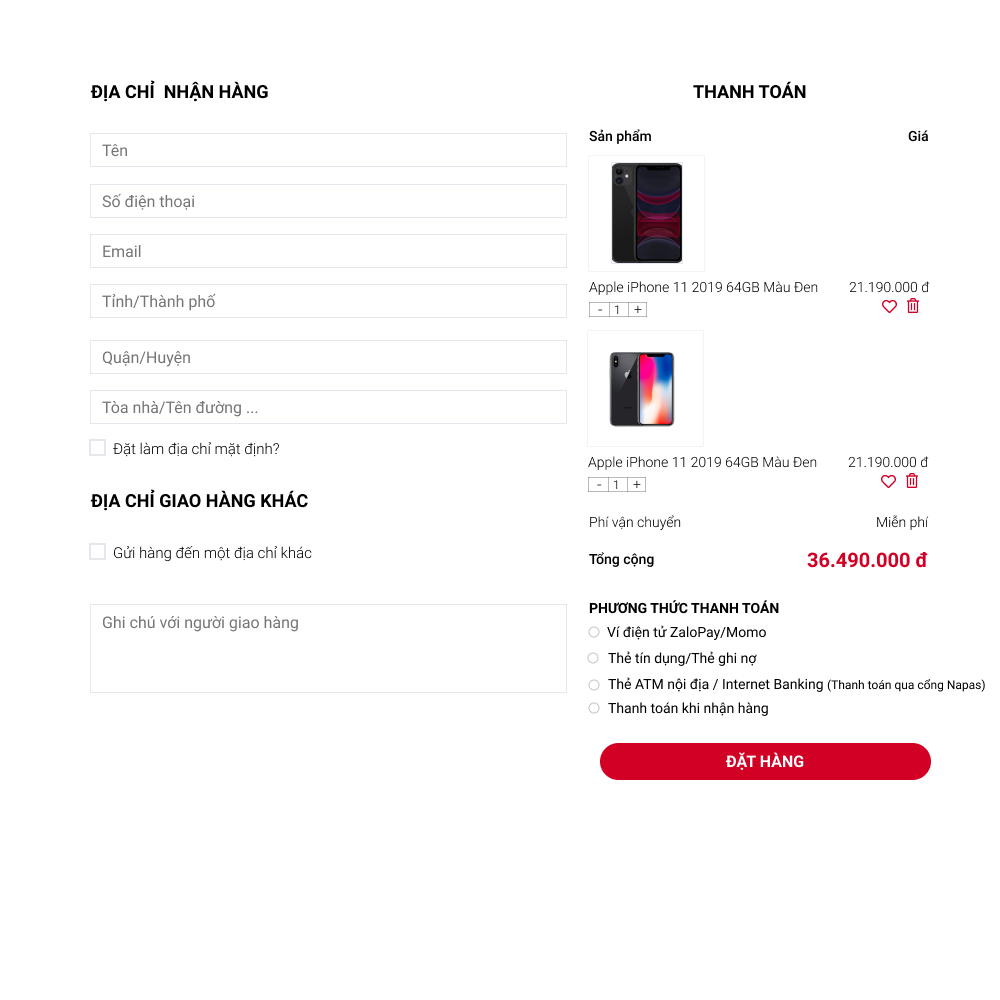 ĐỊA CHỈ NHẬN HÀNG
Tên
Số điện thoại
Email
Tỉnh/Thành phố
Quận/Huyện
Tòa nhà/Tên đường ...
Đặt làm địa chỉ mặt định?
ĐỊA CHỈ GIAO HÀNG KHÁC
Gửi hàng đến một địa chỉ khác
Ghi chú với người giao hàng
THANH TOÁN
Sản phẩm Giá
Apple iPhone 11 2019 64GB Màu Đen 21.190.000 đ
- 1 +
Apple iPhone 11 2019 64GB Màu Đen 21.190.000 đ
- 1 +
Phí vận chuyển Miễn phí
Tổng cộng 36.490.000 đ
PHƯƠNG THỨC THANH TOÁN
Ví điện tử ZaloPay/Momo
Thẻ tín dụng/Thẻ ghi nợ
Thẻ ATM nội địa / Internet Banking (Thanh toán qua cổng Napas)
Thanh toán khi nhận hàng
ĐẶT HÀNG